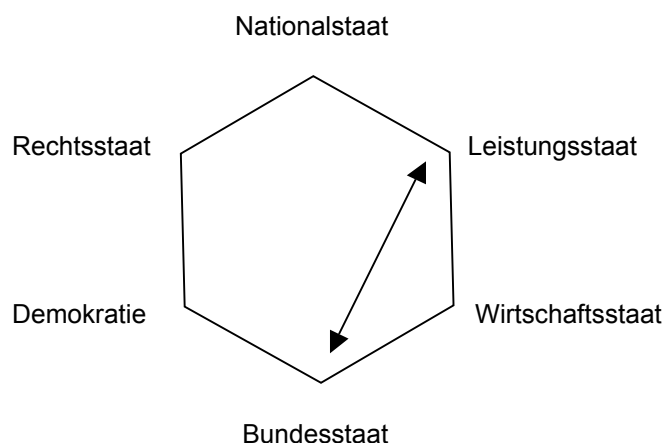 Nationalstaat
Rechtsstaat
Leistungsstaat
Demokratie
Wirtschaftsstaat
Bundesstaat